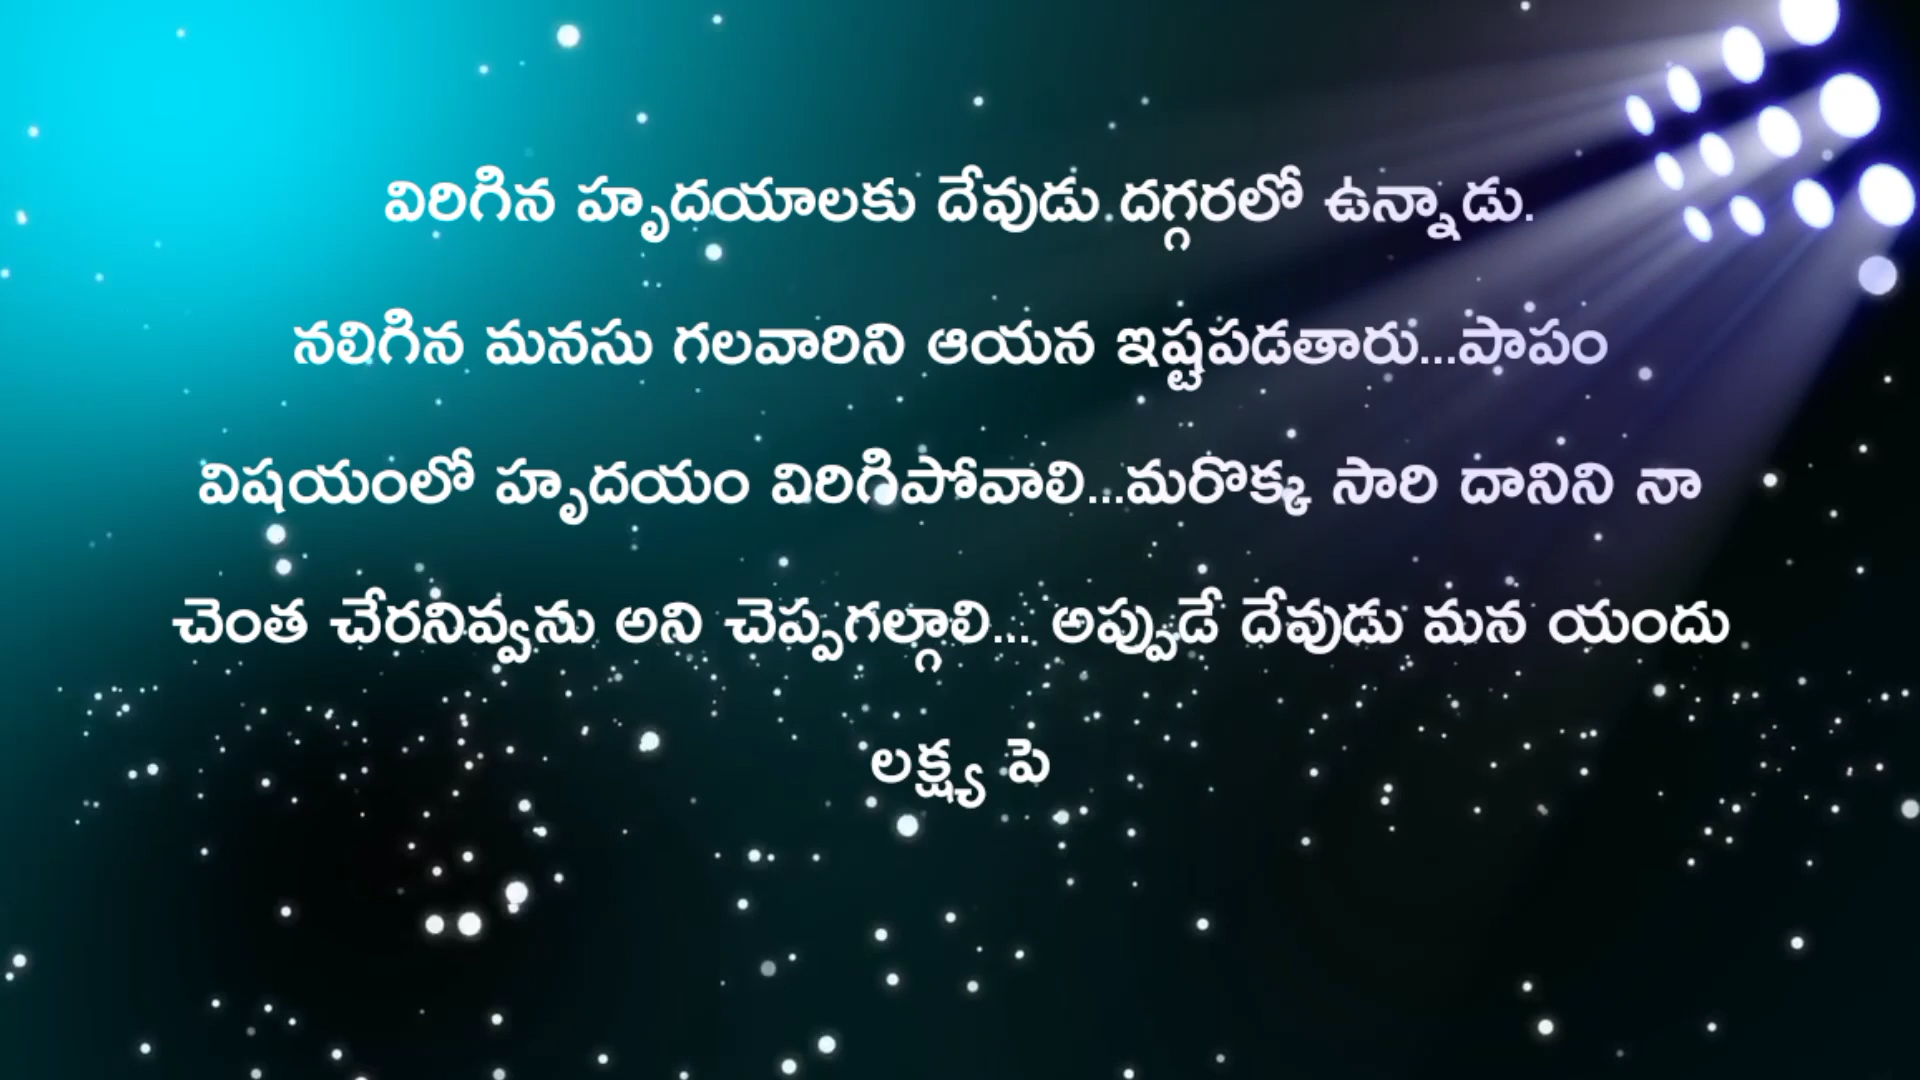 విరిగిన హృదయాలకు దేవుడు దగ్గరలో ఉన్నాడు.
నలిగిన మనసు గలవారిని ఆయన ఇష్టపడతారు...పాపం
విషయంలో హృదయం విరిగిపోవాలి...మరొక్క సారి దానిని నా
చెంత చేరనివ్వను అని చెప్పగల్గాలి... అప్పుడే దేవుడు మన యందు
లక్ష్య పె